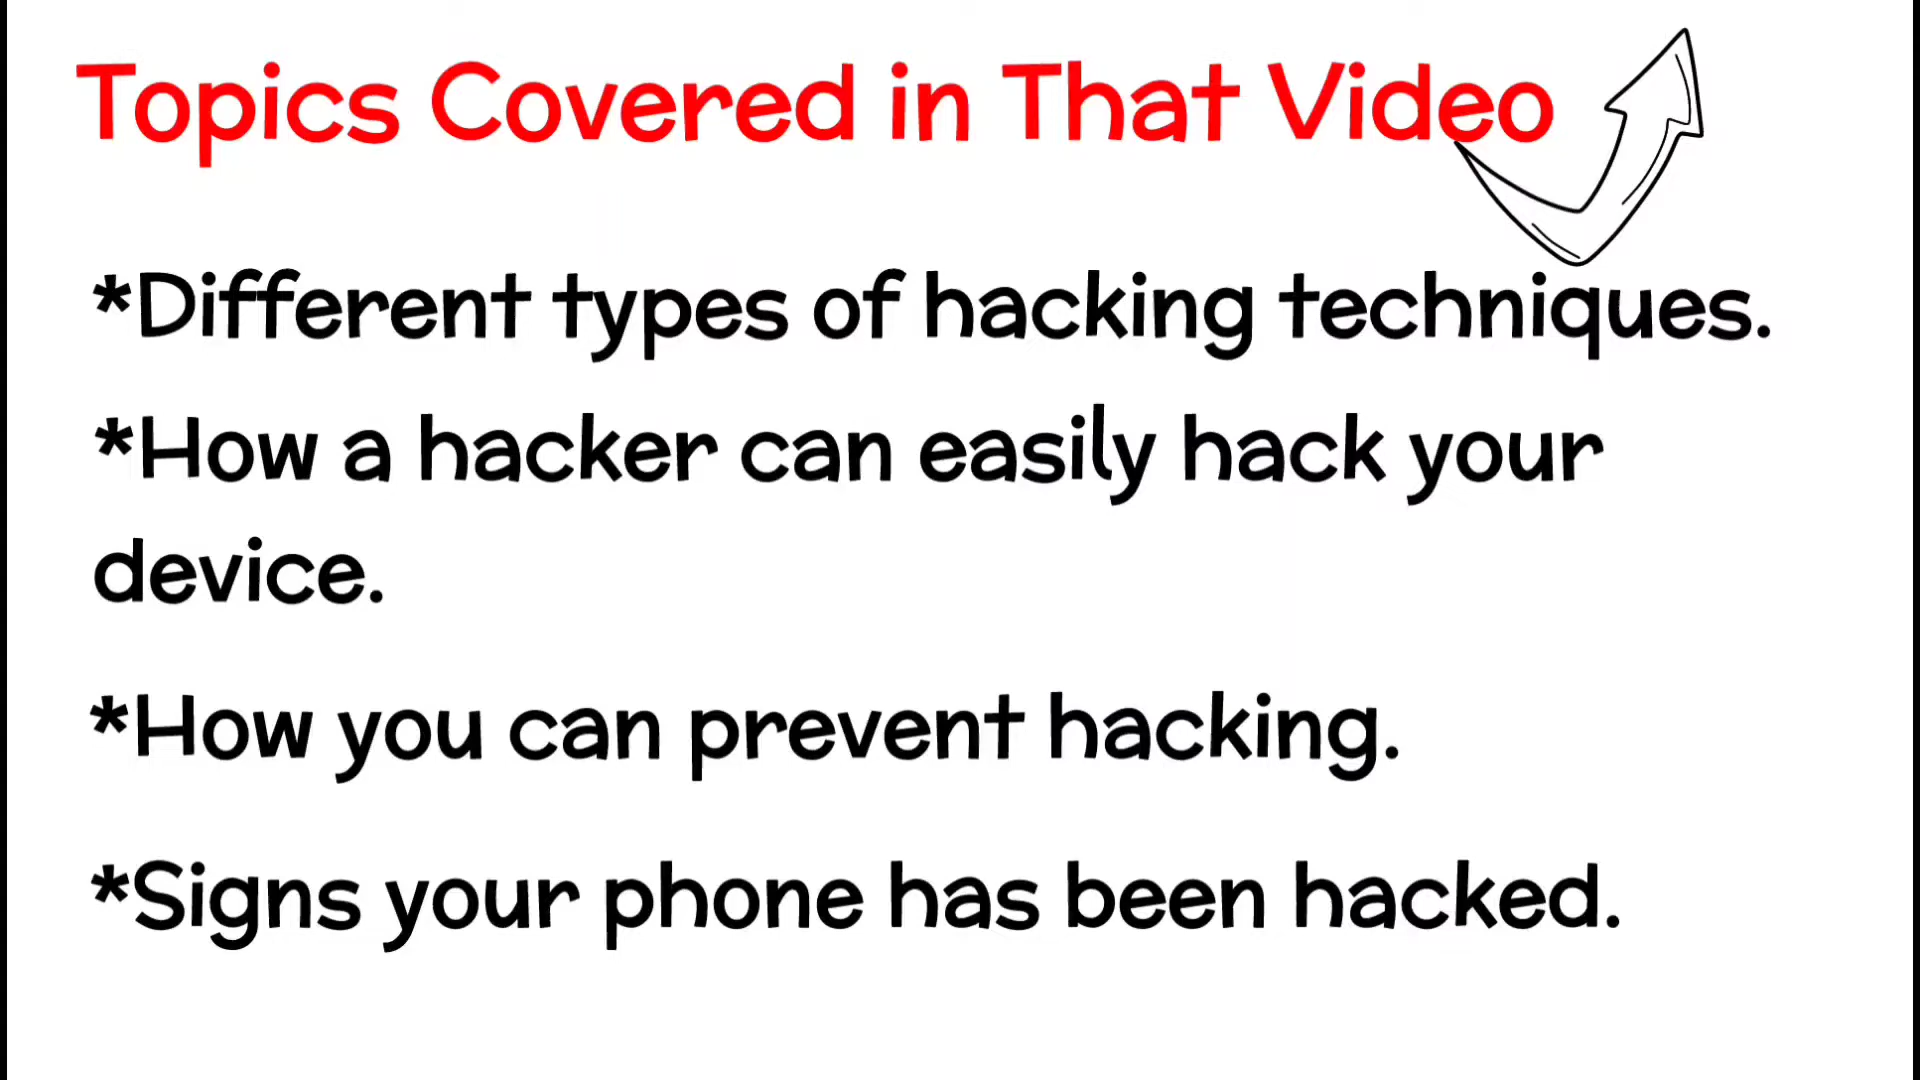 Topics Covered in That Video
*Different types of hacking techniques.
*How a hacker can easily hack your
device.
*How you can prevent hacking.
*Signs your phone has been hacked.